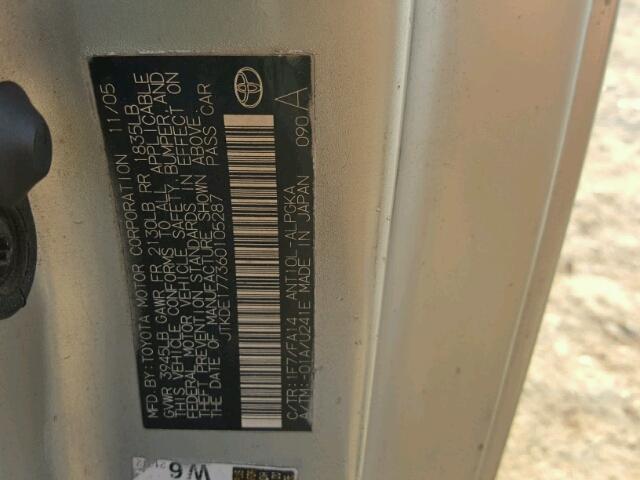 MFD BY:TOYOTA MOTOR CORPORATION 11/05
GVWR 3945LB GAWR FR 2130LB RR 1835LB
THIS VEHICLE CONFORMS TO ALL APPLICABLE
FEDERAL MOTOR VEHICLE SAFETY, BUMPER, AND
THEFT PREVENTION STANDARDS IN EFFECT ON
THE DATE OF MANUFACTURE SHOWN ABOVE.
JTKDE177360105287 PASS CAR
C/TR:1F7/FA14 ANT10L-ALPGKA
A/TM:-01A/U241E MADE IN JAPAN 090 A
W6